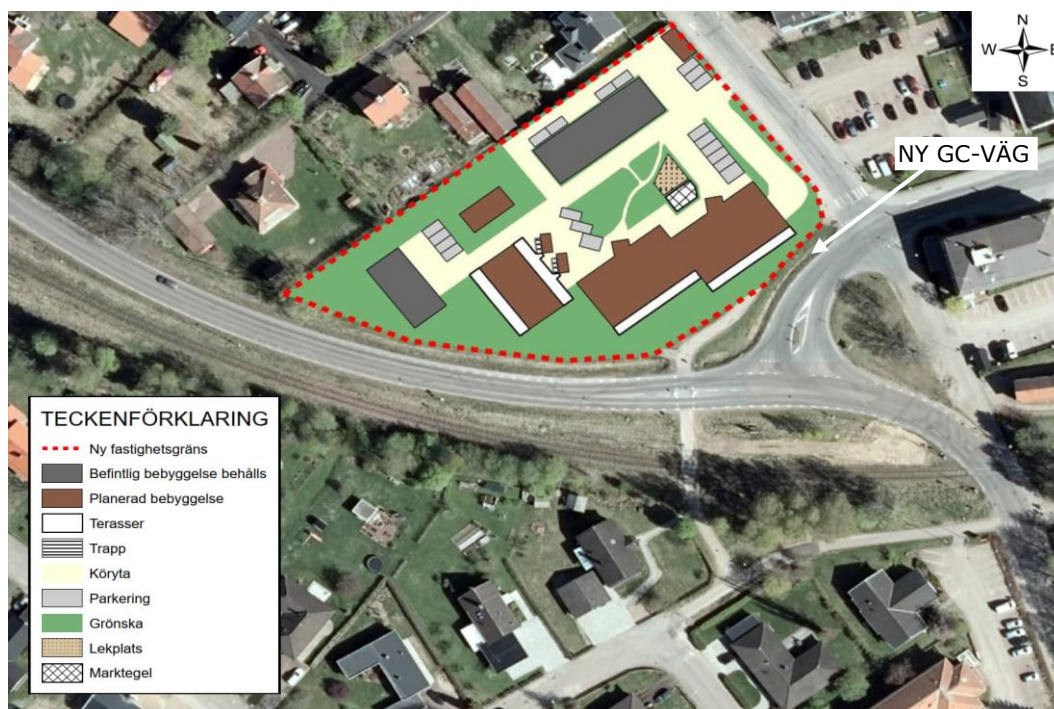 N
W E
S
NY GC-VÄG
TECKENFÖRKLARING
Ny fastighetsgräns
Befintlig bebyggelse behålls
Planerad bebyggelse
Terasser
Trapp
Köryta
Parkering
Grönska
Lekplats
Marktegel